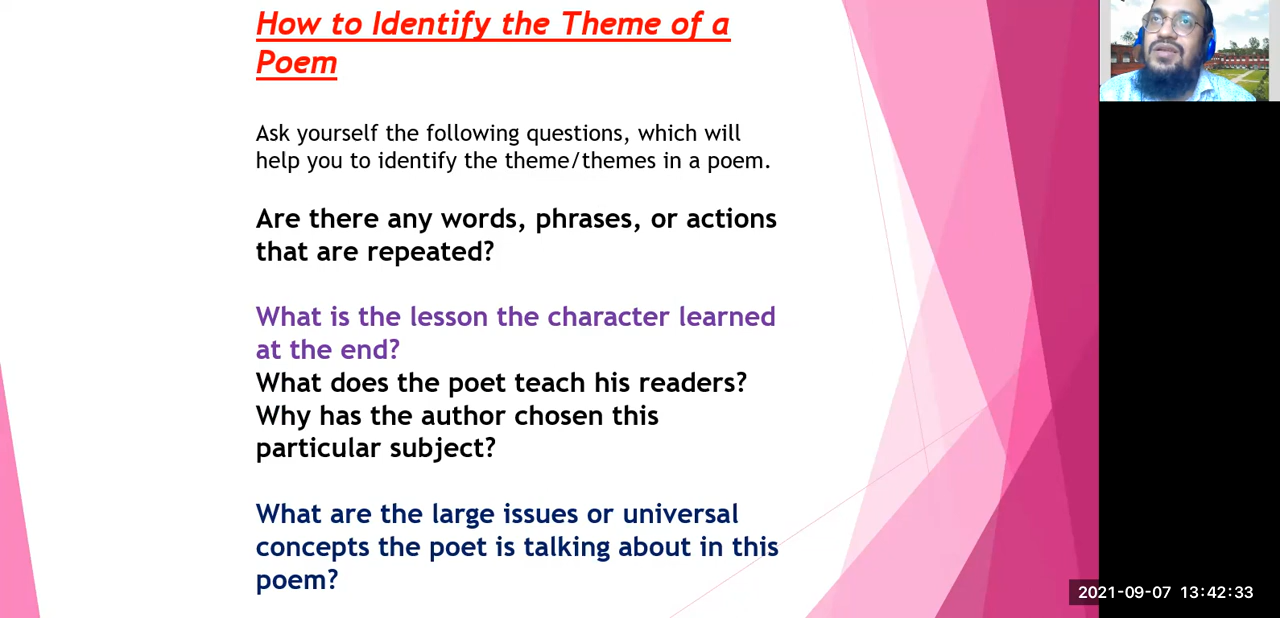 How to Identify the Theme of a
Poem
Ask yourself the following questions, which will
help you to identify the theme/themes in a poem.
Are there any words, phrases, or actions
that are repeated?
What is the lesson the character learned
at the end?
What does the poet teach his readers?
Why has the author chosen this
particular subject?
What are the large issues or universal
concepts the poet is talking about in this
poem?
2021-09-07 13:42:33